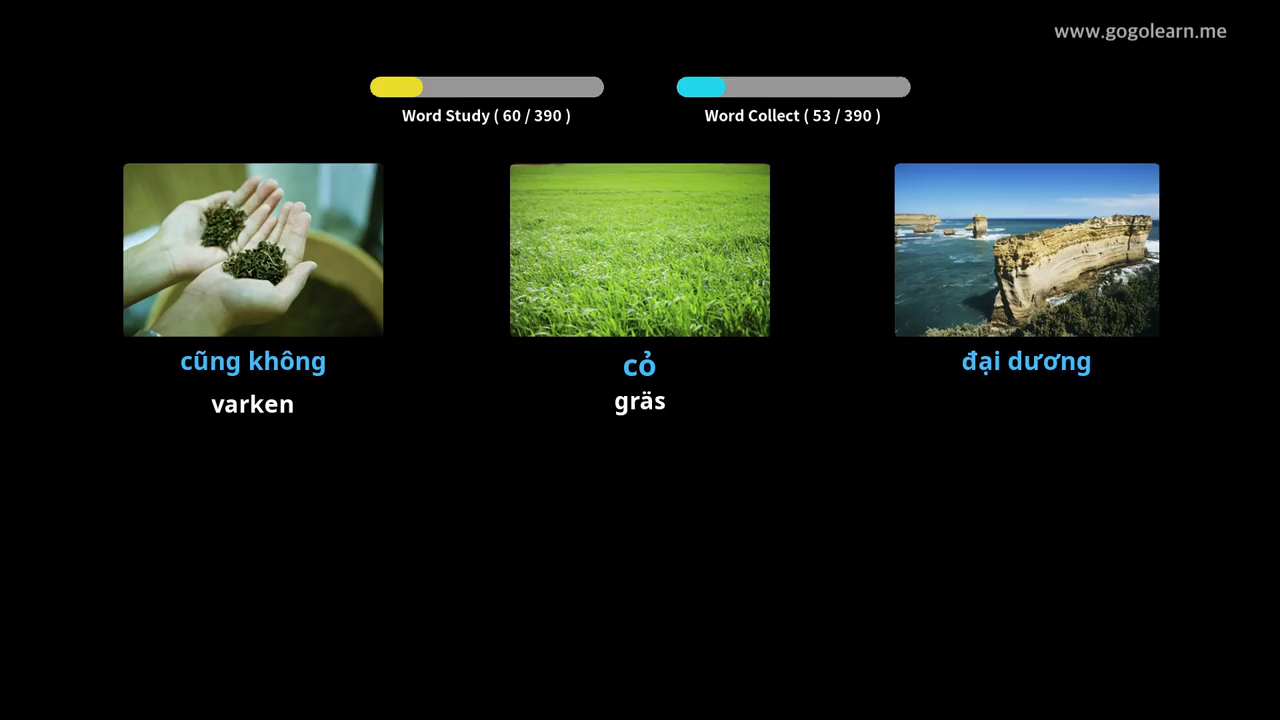 www.gogolearn.me
Word Study ( 60 / 390 )
Word Collect ( 53 / 390 )
cũng không
varken
cỏ
gräs
đại dương